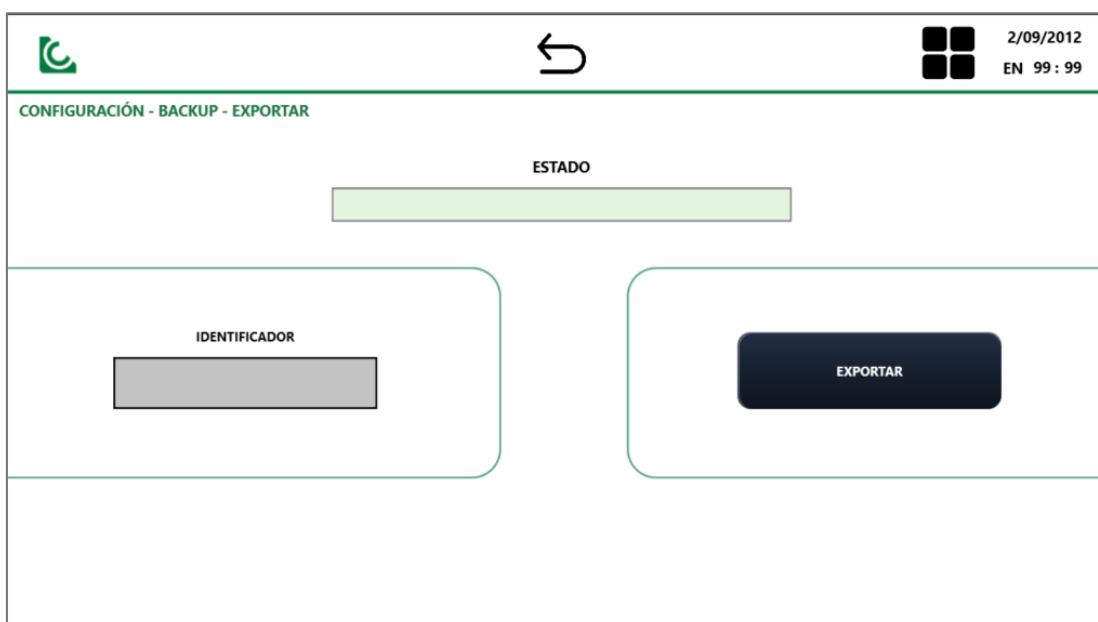 2/09/2012
EN 99 : 99
CONFIGURACIÓN - BACKUP - EXPORTAR
ESTADO
IDENTIFICADOR
EXPORTAR